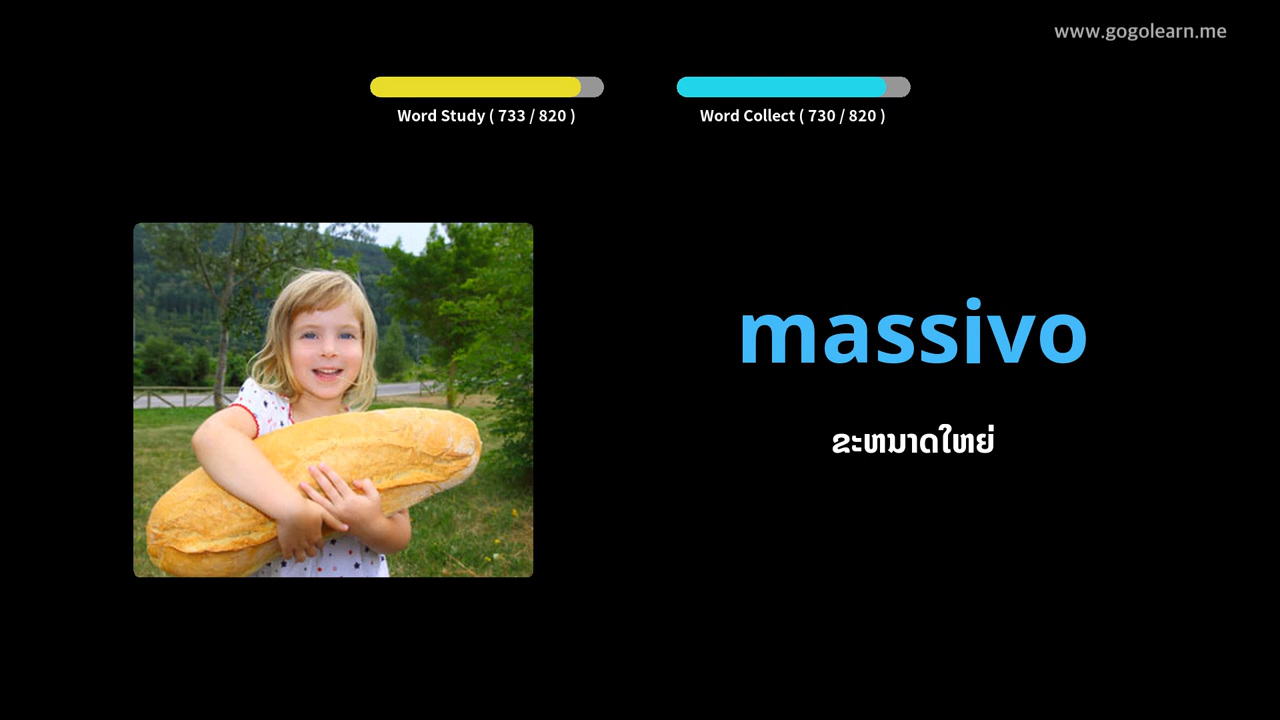 www.gogolearn.me
Word Study ( 733 / 820 )
Word Collect ( 730 / 820 )
massivo
ຂະຫມາດໃຫຍ່